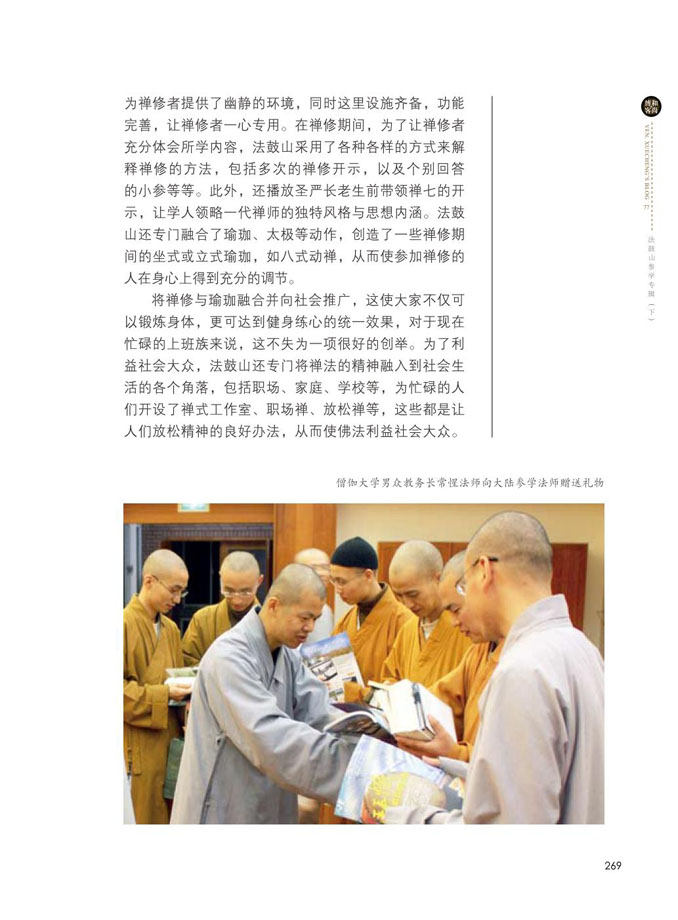 为禅修者提供了幽静的环境，同时这里设施齐备，功能
完善，让禅修者一心专用。在禅修期间，为了让禅修者
充分体会所学内容，法鼓山采用了各种各样的方式来解
释禅修的方法，包括多次的禅修开示，以及个别回答
的小参等等。此外，还播放圣严长老生前带领禅七的开
示，让学人领略一代禅师的独特风格与思想内涵。法鼓
山还专门融合了瑜珈、太极等动作，创造了一些禅修期
间的坐式或立式瑜珈，如八式动禅，从而使参加禅修的
人在身心上得到充分的调节。
将禅修与瑜珈融合并向社会推广，这使大家不仅可
以锻炼身体，更可达到健身练心的统一效果，对于现在
忙碌的上班族来说，这不失为一项很好的创举。为了利
益社会大众，法鼓山还专门将禅法的精神融入到社会生
活的各个角落，包括职场、家庭、学校等，为忙碌的人
们开设了禅式工作室、职场禅、放松禅等，这些都是让
人们放松精神的良好办法，从而使佛法利益社会大众。
和尚博客
VEN. XUECHENG'S BLOG 77
法鼓山参学专辑（下）
僧伽大学男众教务长常惺法师向大陆参学法师赠送礼物
269